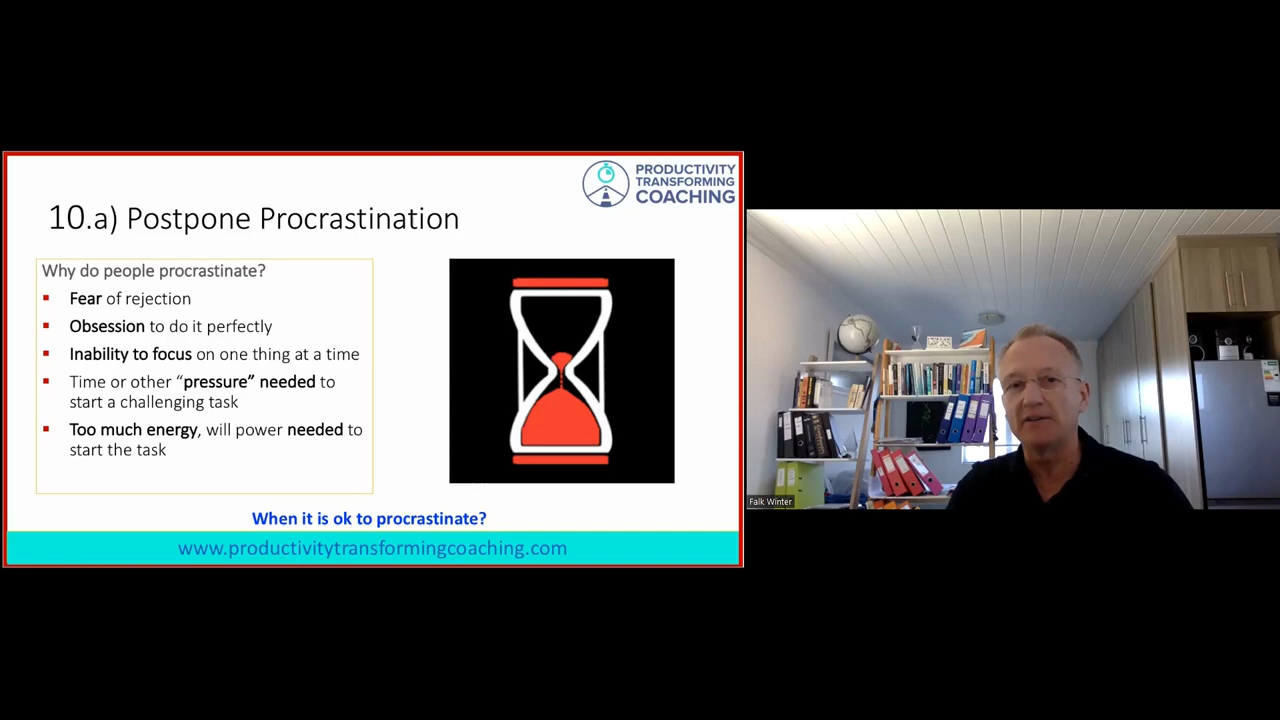 PRODUCTIVITY
TRANSFORMING
COACHING
10.a) Postpone Procrastination
Why do people procrastinate?
▪ Fear of rejection
▪ Obsession to do it perfectly
▪ Inability to focus on one thing at a time
▪ Time or other “pressure” needed to
start a challenging task
▪ Too much energy, will power needed to
start the task
When it is ok to procrastinate?
www.productivitytransformingcoaching.com
Falk Winter